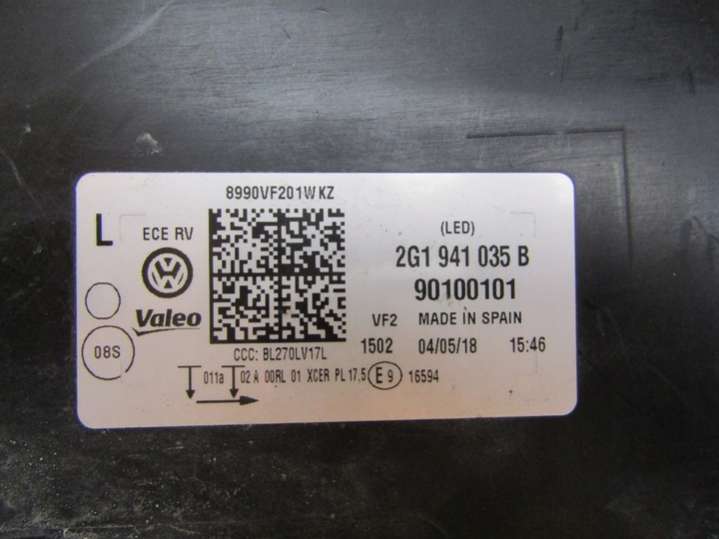 8990VF201W KZ
L
ECE RV
(LED)
2G1 941 035 B
90100101
Valeo
VF2 MADE IN SPAIN
08S
CCC: BL270LV17L
1502 04/05/18 15:46
011a 02 A 00RL 01 XCER PL 17,5 E 9 16594